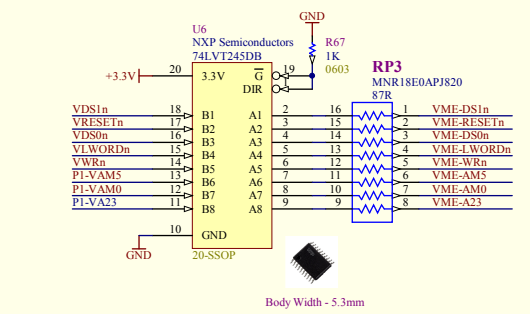 GND
U6
NXP Semiconductors
74LVT245DB
R67
1K
0603
RP3
MNR18E0APJ820
87R
+3.3V 20 3.3V G 19
DIR 1
VDS1n 18 B1 A1 2 16 1 VME-DS1n
VRESETn 17 B2 A2 3 15 2 VME-RESETn
VDS0n 16 B3 A3 4 14 3 VME-DS0n
VLWORDn 15 B4 A4 5 13 4 VME-LWORDn
VWRn 14 B5 A5 6 12 5 VME-WRn
P1-VAM5 13 B6 A6 7 11 6 VME-AM5
P1-VAM0 12 B7 A7 8 10 7 VME-AM0
P1-VA23 11 B8 A8 9 9 8 VME-A23
10 GND
GND
20-SSOP
Body Width - 5.3mm